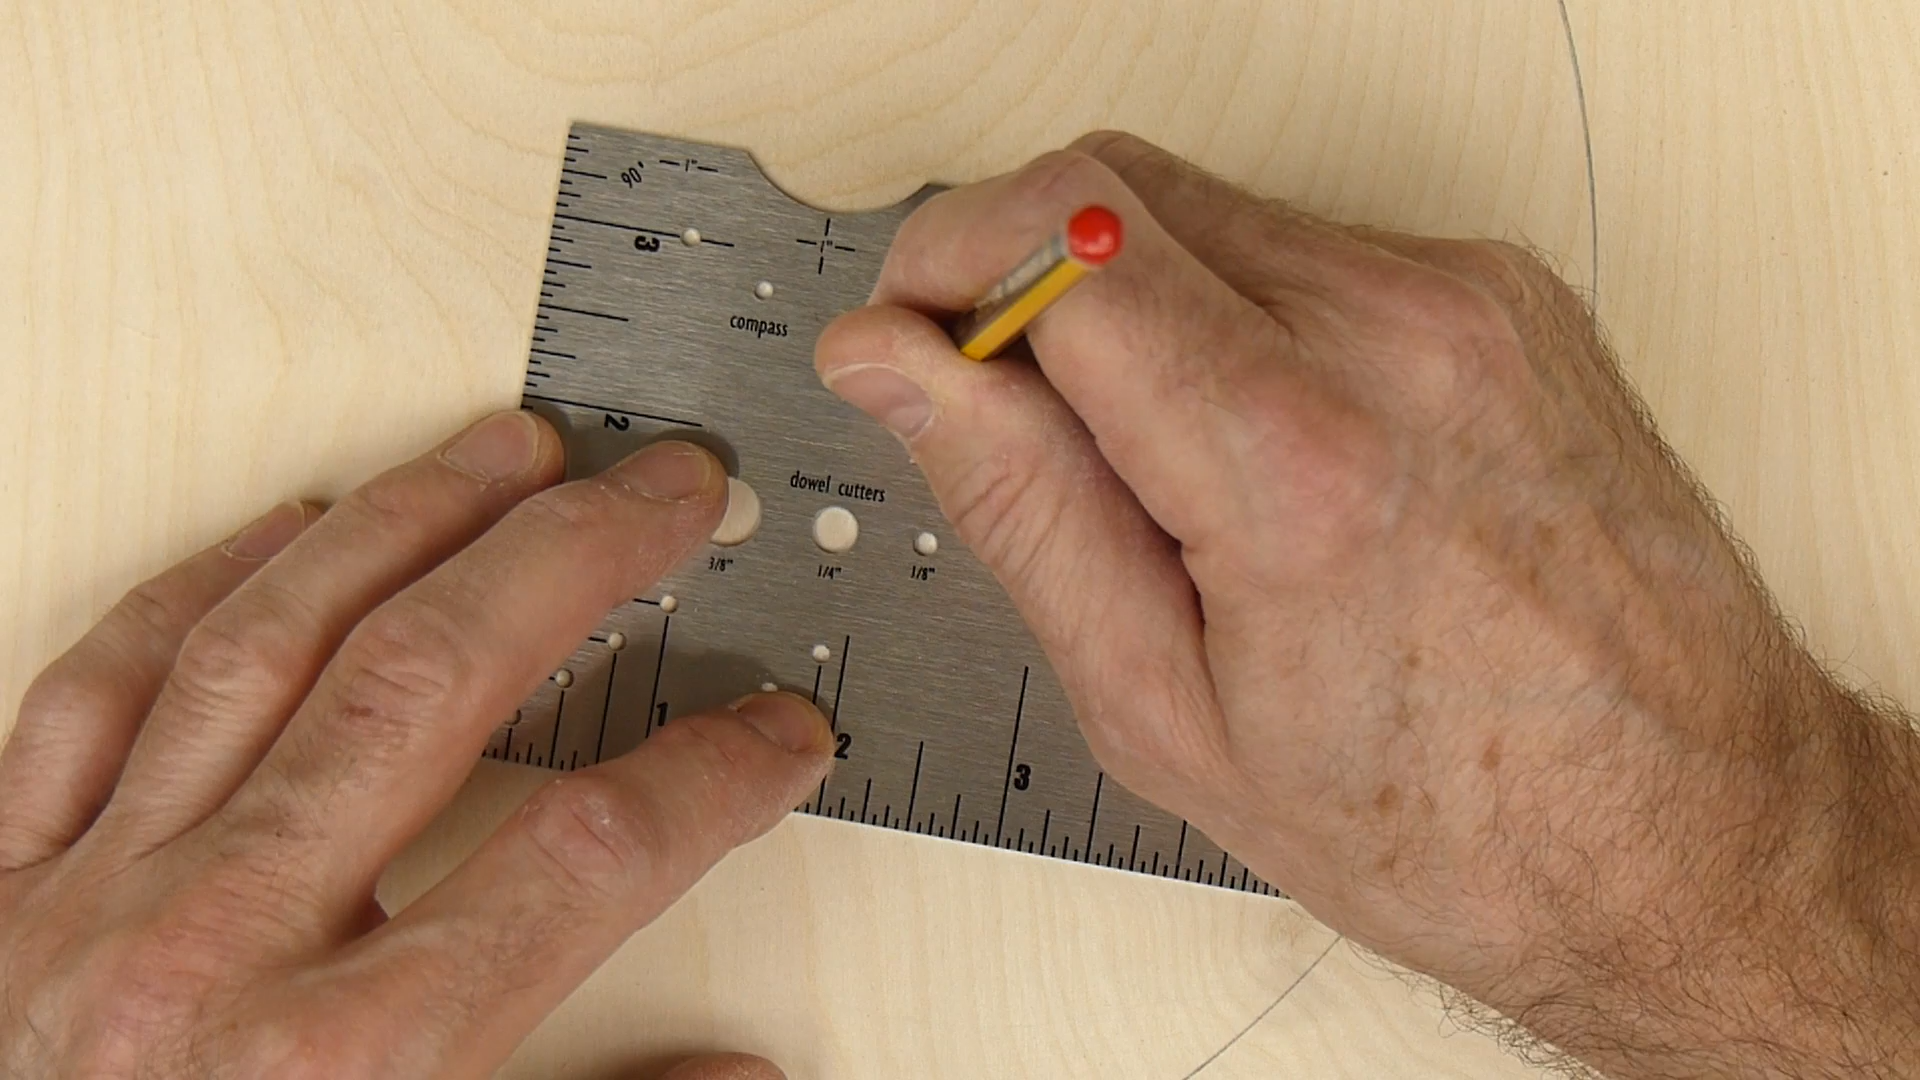 90°
1"
3
1"
compass
2
dowel cutters
3/8" 1/4" 1/8"
1
2
3